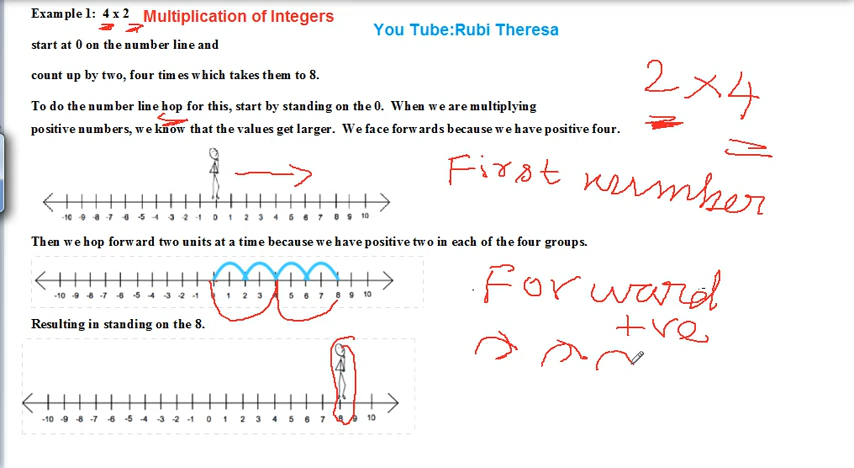 Example 1: 4 x 2 Multiplication of Integers
You Tube:Rubi Theresa
start at 0 on the number line and
count up by two, four times which takes them to 8.
2 x 4
To do the number line hop for this, start by standing on the 0. When we are multiplying
positive numbers, we know that the values get larger. We face forwards because we have positive four.
First number
-10 -9 -8 -7 -6 -5 -4 -3 -2 -1 0 1 2 3 4 5 6 7 8 9 10
Then we hop forward two units at a time because we have positive two in each of the four groups.
Forward
-10 -9 -8 -7 -6 -5 -4 -3 -2 -1 1 2 3 5 6 7 8 9 10
+ve
Resulting in standing on the 8.
-10 -9 -8 -7 -6 -5 -4 -3 -2 -1 0 1 2 3 4 5 6 7 8 9 10